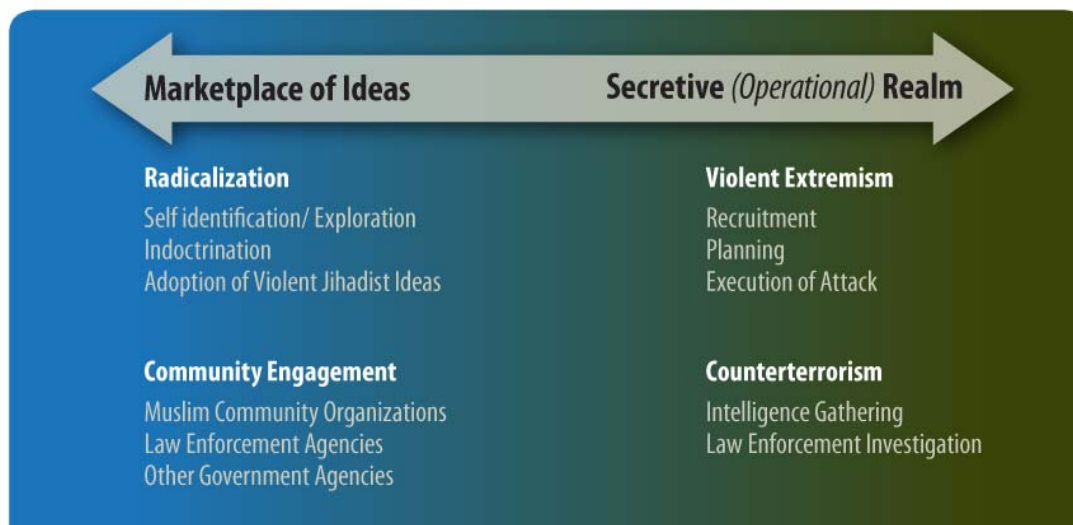 Marketplace of Ideas
Secretive (Operational) Realm
Radicalization
Self identification/ Exploration
Indoctrination
Adoption of Violent Jihadist Ideas
Violent Extremism
Recruitment
Planning
Execution of Attack
Community Engagement
Muslim Community Organizations
Law Enforcement Agencies
Other Government Agencies
Counterterrorism
Intelligence Gathering
Law Enforcement Investigation